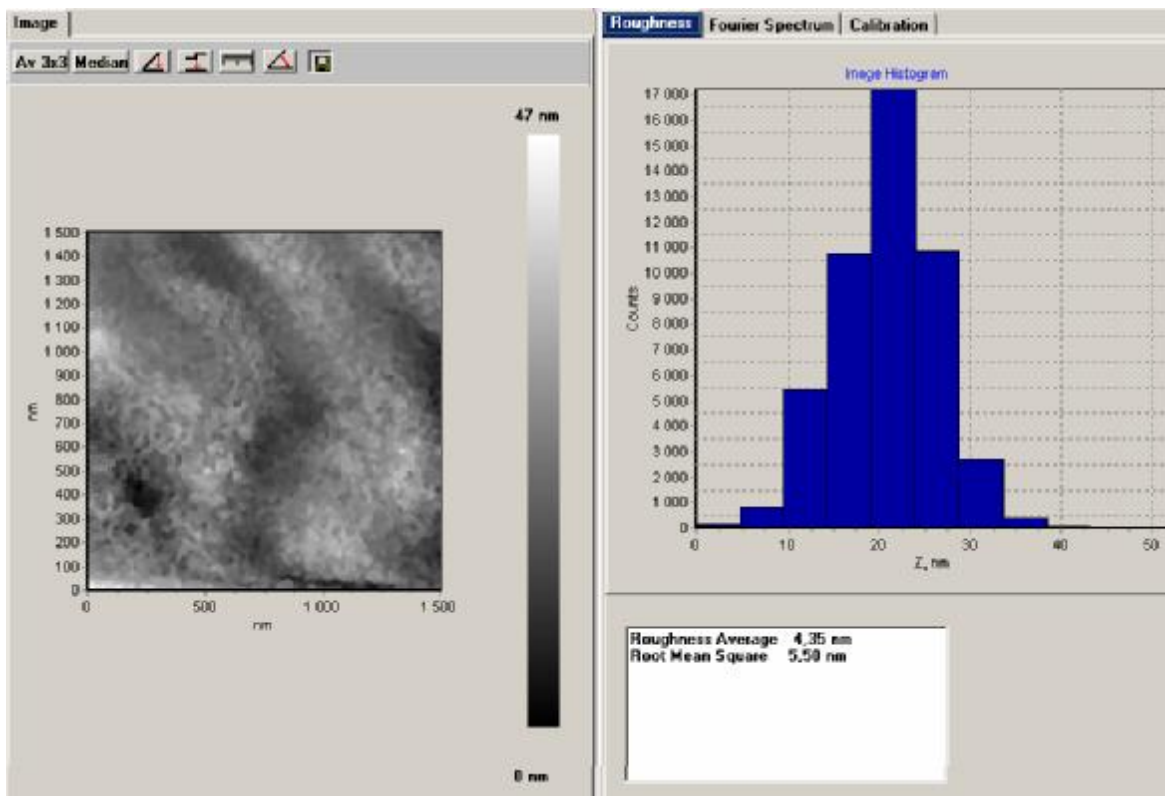 Image
Av 3x3 Median
47 nm
1 500
1 400
1 300
1 200
1 100
1 000
900
800
700
600
500
400
300
200
100
0
nm
0 500 1 000 1 500
nm
0 nm
Roughness Fourier Spectrum Calibration
Image Histogram
17 000
16 000
15 000
14 000
13 000
12 000
11 000
10 000
9 000
8 000
7 000
6 000
5 000
4 000
3 000
2 000
1 000
0
Counts
0 10 20 30 40 50
Z, nm
Roughness Average 4,35 nm
Root Mean Square 5,50 nm